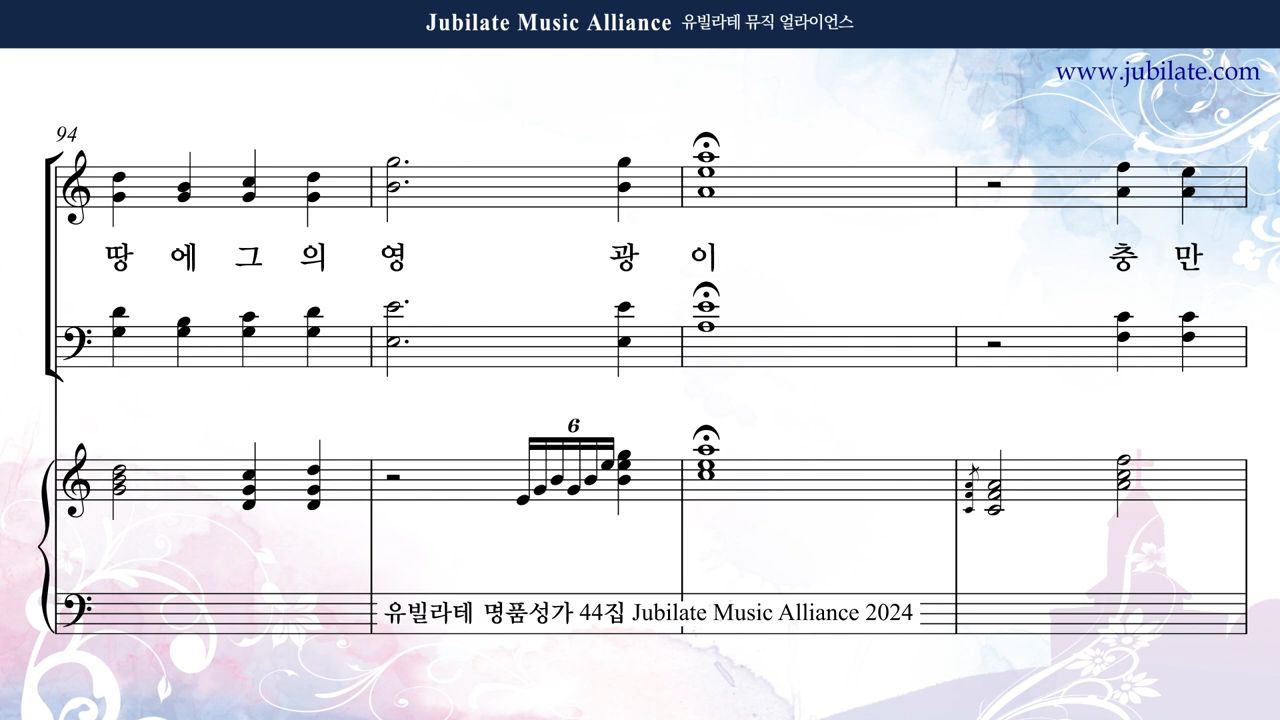 Jubilate Music Alliance 유빌라테 뮤직 얼라이언스
www.jubilate.com
94
땅 에 그 의 영 광 이 충 만
6
유빌라테 명품성가 44집 Jubilate Music Alliance 2024